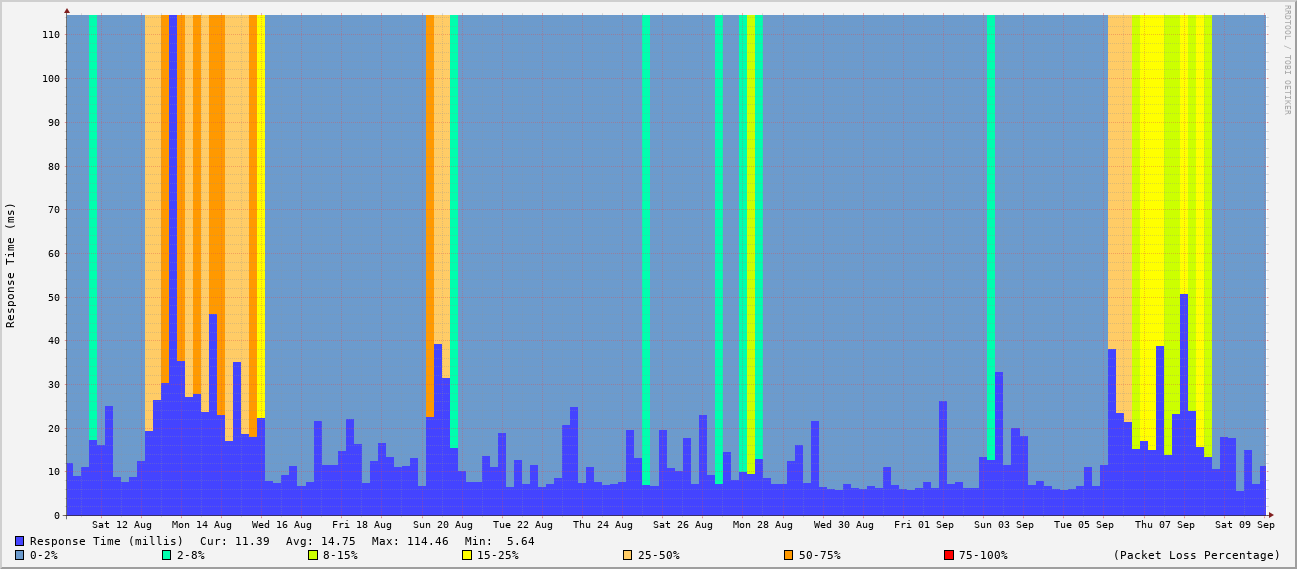 RRDTOOL / TOBI OETIKER
Response Time (ms)
110
100
90
80
70
60
50
40
30
20
10
0
Sat 12 Aug Mon 14 Aug Wed 16 Aug Fri 18 Aug Sun 20 Aug Tue 22 Aug Thu 24 Aug Sat 26 Aug Mon 28 Aug Wed 30 Aug Fri 01 Sep Sun 03 Sep Tue 05 Sep Thu 07 Sep Sat 09 Sep
Response Time (millis) Cur: 11.39 Avg: 14.75 Max: 114.46 Min: 5.64
0-2% 2-8% 8-15% 15-25% 25-50% 50-75% 75-100% (Packet Loss Percentage)